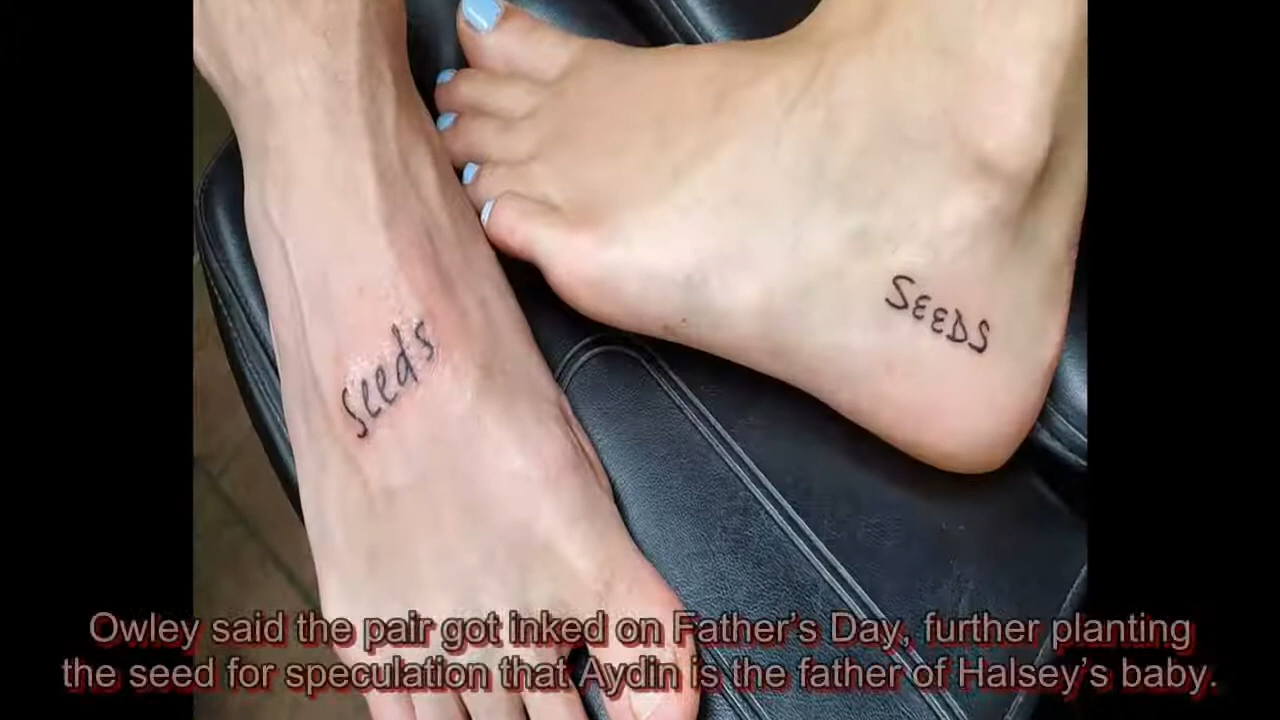 seeds
SEEDS
Owley said the pair got inked on Father's Day, further planting
the seed for speculation that Aydin is the father of Halsey's baby.